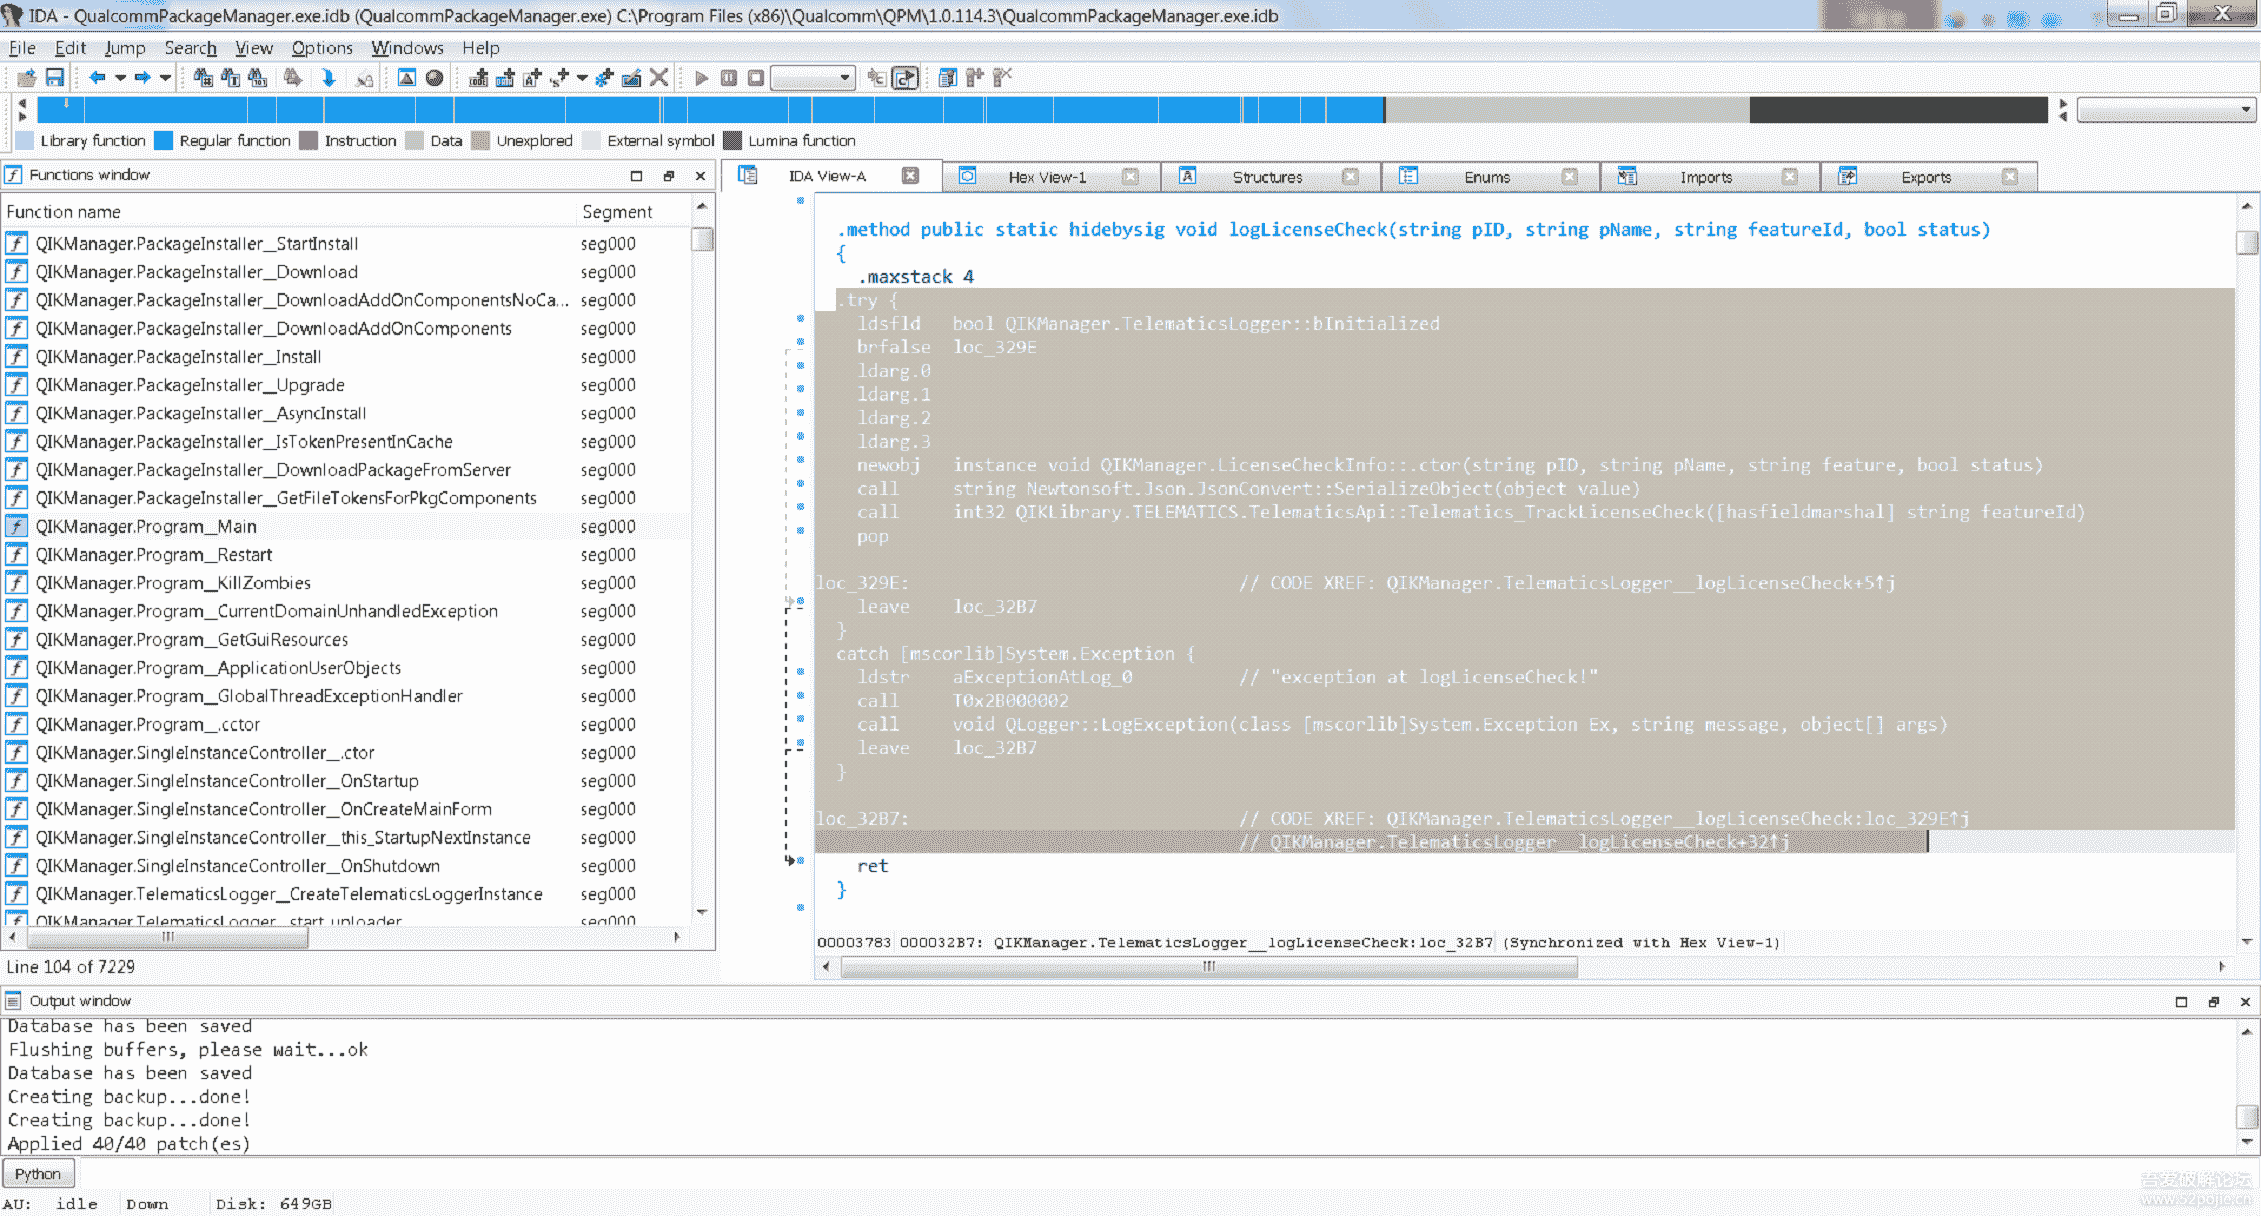 IDA - QualcommPackageManager.exe.idb (QualcommPackageManager.exe) C:\Program Files (x86)\Qualcomm\QPM\1.0.114.3\QualcommPackageManager.exe.idb
File Edit Jump Search View Options Windows Help
Library function Regular function Instruction Data Unexplored External symbol Lumina function
Functions window
Function name Segment
QIKManager.PackageInstaller__StartInstall seg000
QIKManager.PackageInstaller__Download seg000
QIKManager.PackageInstaller__DownloadAddOnComponentsNoCa... seg000
QIKManager.PackageInstaller__DownloadAddOnComponents seg000
QIKManager.PackageInstaller__Install seg000
QIKManager.PackageInstaller__Upgrade seg000
QIKManager.PackageInstaller__AsyncInstall seg000
QIKManager.PackageInstaller__IsTokenPresentInCache seg000
QIKManager.PackageInstaller__DownloadPackageFromServer seg000
QIKManager.PackageInstaller__GetFileTokensForPkgComponents seg000
QIKManager.Program__Main seg000
QIKManager.Program__Restart seg000
QIKManager.Program__KillZombies seg000
QIKManager.Program__CurrentDomainUnhandledException seg000
QIKManager.Program__GetGuiResources seg000
QIKManager.Program__ApplicationUserObjects seg000
QIKManager.Program__GlobalThreadExceptionHandler seg000
QIKManager.Program__.cctor seg000
QIKManager.SingleInstanceController__.ctor seg000
QIKManager.SingleInstanceController__OnStartup seg000
QIKManager.SingleInstanceController__OnCreateMainForm seg000
QIKManager.SingleInstanceController__this_StartupNextInstance seg000
QIKManager.SingleInstanceController__OnShutdown seg000
QIKManager.TelematicsLogger__CreateTelematicsLoggerInstance seg000
QIKManager.TelematicsLogger__start_uploader seg000
Line 104 of 7229
IDA View-A Hex View-1 Structures Enums Imports Exports
.method public static hidebysig void logLicenseCheck(string pID, string pName, string featureId, bool status)
{
.maxstack 4
.try {
ldsfld bool QIKManager.TelematicsLogger::bInitialized
brfalse loc_329E
ldarg.0
ldarg.1
ldarg.2
ldarg.3
newobj instance void QIKManager.LicenseCheckInfo::.ctor(string pID, string pName, string feature, bool status)
call string Newtonsoft.Json.JsonConvert::SerializeObject(object value)
call int32 QIKLibrary.TELEMATICS.TelematicsApi::Telematics_TrackLicenseCheck([hasfieldmarshal] string featureId)
pop
loc_329E: // CODE XREF: QIKManager.TelematicsLogger__logLicenseCheck+5↑j
leave loc_32B7
}
catch [mscorlib]System.Exception {
ldstr aExceptionAtLog_0 // "exception at logLicenseCheck!"
call T0x2B000002
call void QLogger::LogException(class [mscorlib]System.Exception Ex, string message, object[] args)
leave loc_32B7
}
loc_32B7: // CODE XREF: QIKManager.TelematicsLogger__logLicenseCheck:loc_329E↑j
// QIKManager.TelematicsLogger__logLicenseCheck+32↑j
ret
}
00003783 000032B7: QIKManager.TelematicsLogger__logLicenseCheck:loc_32B7 (Synchronized with Hex View-1)
Output window
Database has been saved
Flushing buffers, please wait...ok
Database has been saved
Creating backup...done!
Creating backup...done!
Applied 40/40 patch(es)
Python
AU: idle Down Disk: 649GB
吾爱破解论坛
www.52pojie.cn